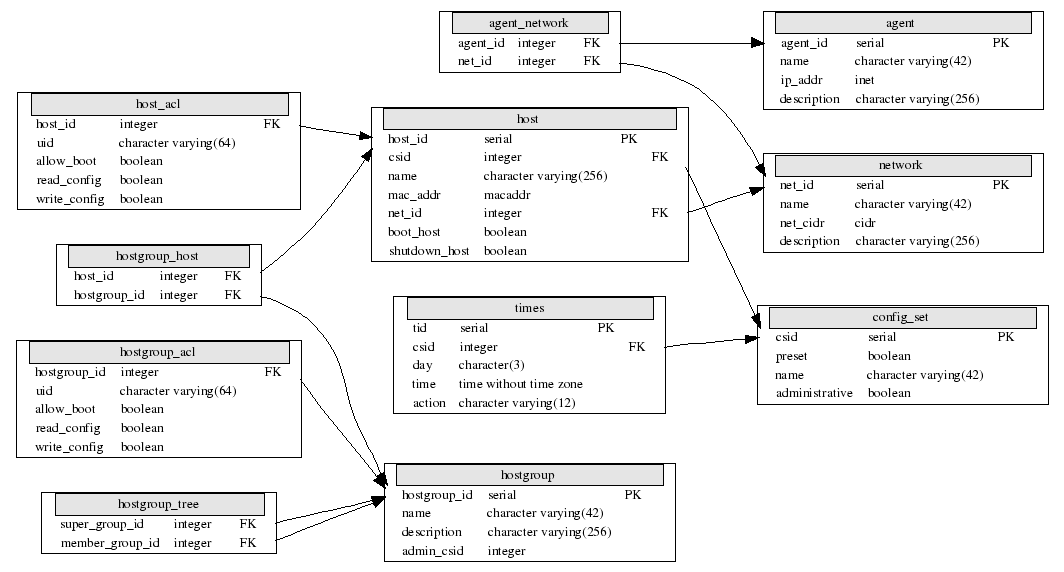 agent_network
agent_id integer FK
net_id integer FK
agent
agent_id serial PK
name character varying(42)
ip_addr inet
description character varying(256)
host_acl
host_id integer FK
uid character varying(64)
allow_boot boolean
read_config boolean
write_config boolean
host
host_id serial PK
csid integer FK
name character varying(256)
mac_addr macaddr
net_id integer FK
boot_host boolean
shutdown_host boolean
network
net_id serial PK
name character varying(42)
net_cidr cidr
description character varying(256)
hostgroup_host
host_id integer FK
hostgroup_id integer FK
times
tid serial PK
csid integer FK
day character(3)
time time without time zone
action character varying(12)
config_set
csid serial PK
preset boolean
name character varying(42)
administrative boolean
hostgroup_acl
hostgroup_id integer FK
uid character varying(64)
allow_boot boolean
read_config boolean
write_config boolean
hostgroup
hostgroup_id serial PK
name character varying(42)
description character varying(256)
admin_csid integer
hostgroup_tree
super_group_id integer FK
member_group_id integer FK